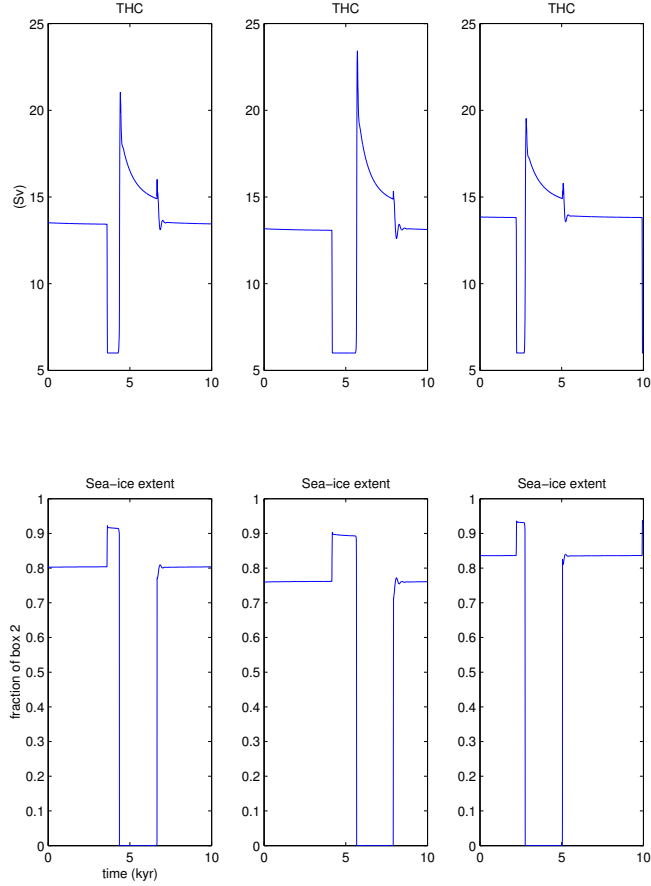 THC THC THC
25 25 25
20 20 20
15 15 15
(Sv)
10 10 10
5 5 5
0 5 10 0 5 10 0 5 10
Sea−ice extent Sea−ice extent Sea−ice extent
1 1 1
0.9 0.9 0.9
0.8 0.8 0.8
0.7 0.7 0.7
0.6 0.6 0.6
0.5 0.5 0.5
fraction of box 2
0.4 0.4 0.4
0.3 0.3 0.3
0.2 0.2 0.2
0.1 0.1 0.1
0 0 0
0 5 10 0 5 10 0 5 10
time (kyr)